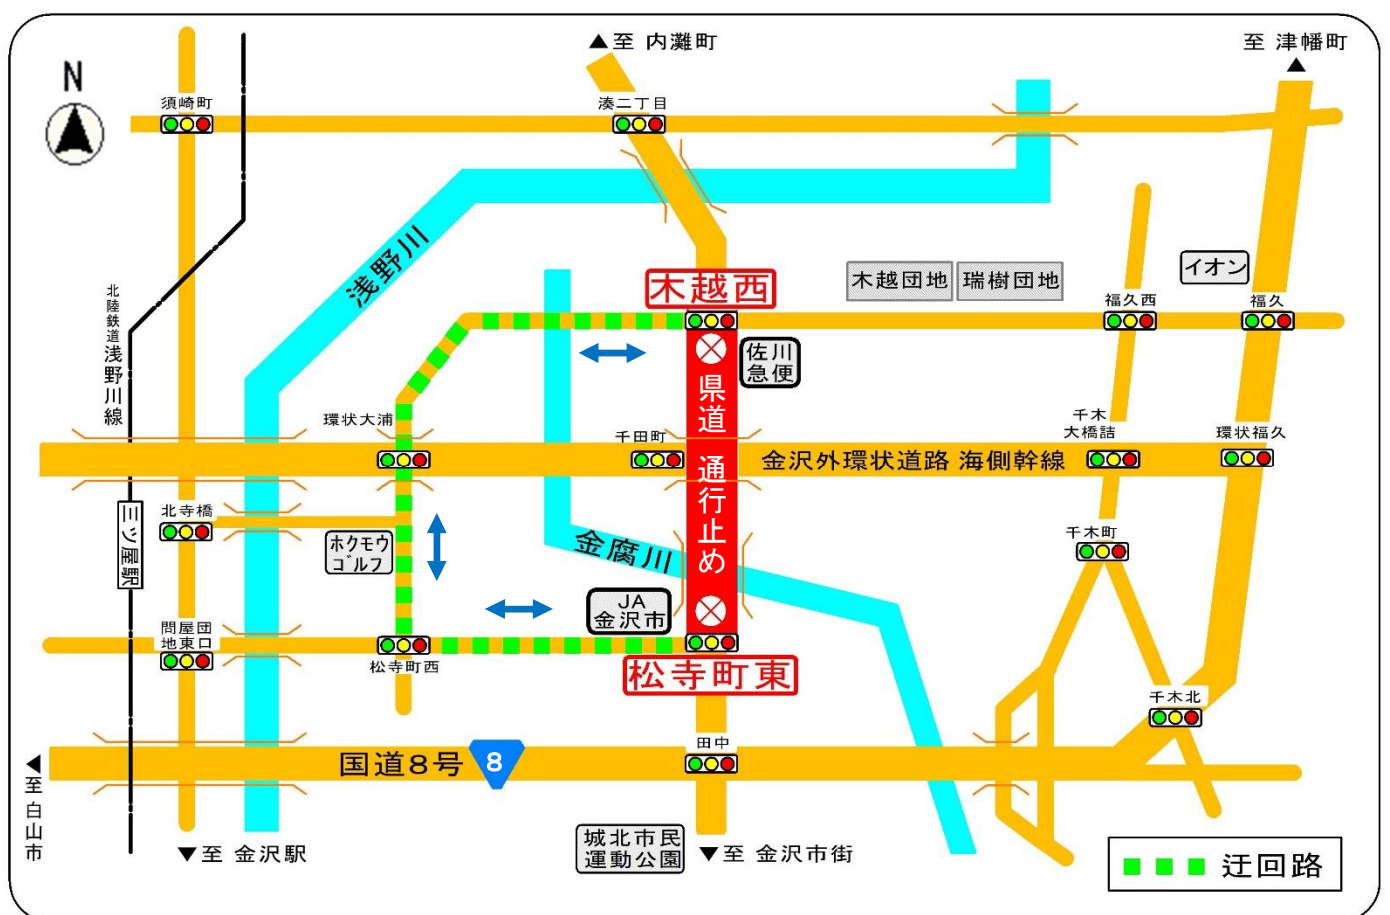 ▲至 内灘町
至 津幡町
▲
N
須崎町
湊二丁目
浅野川
木越西
木越団地
瑞樹団地
イオン
福久西
福久
北陸鉄道
浅野川線
佐川
急便
県道 通行止め
環状大浦
千田町
金沢外環状道路 海側幹線
千木
大橋詰
環状福久
北寺橋
三ツ屋駅
ホクモウ
ゴルフ
金腐川
千木町
JA
金沢市
問屋団
地東口
松寺町西
松寺町東
千木北
国道8号
8
田中
◀至 白山市
▼至 金沢駅
城北市民
運動公園
▼至 金沢市街
迂回路